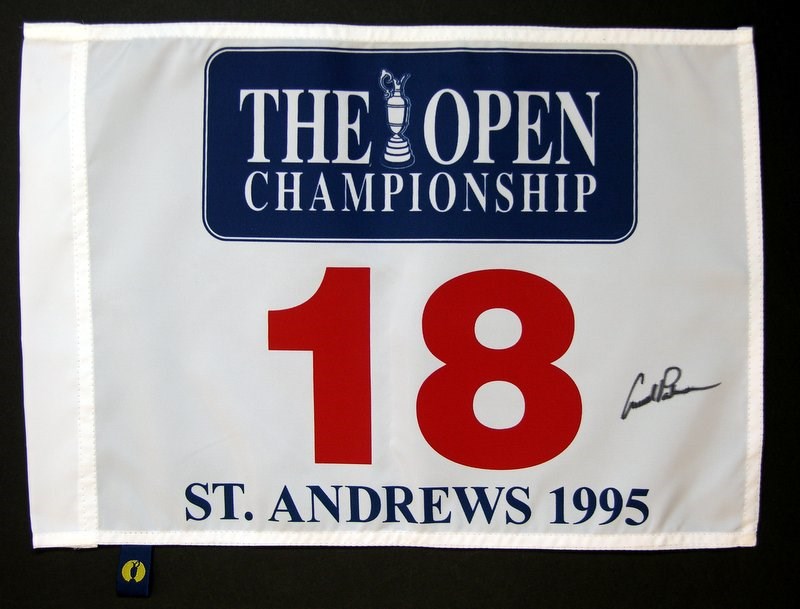 THE OPEN
CHAMPIONSHIP
18
ST. ANDREWS 1995